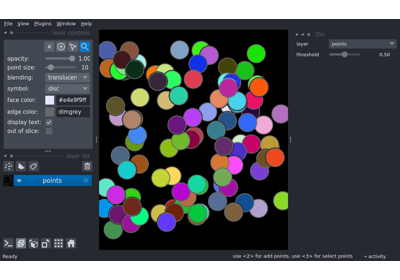 File View Plugins Window Help
layer controls
opacity: 1.00
point size: 10
blending: translucen
symbol: disc
face color: #e4e9f9ff
edge color: dimgrey
display text:
out of slice:
layer list
points
layer points
threshold 0.50
Ready
use <2> for add points, use <3> for select points
activity